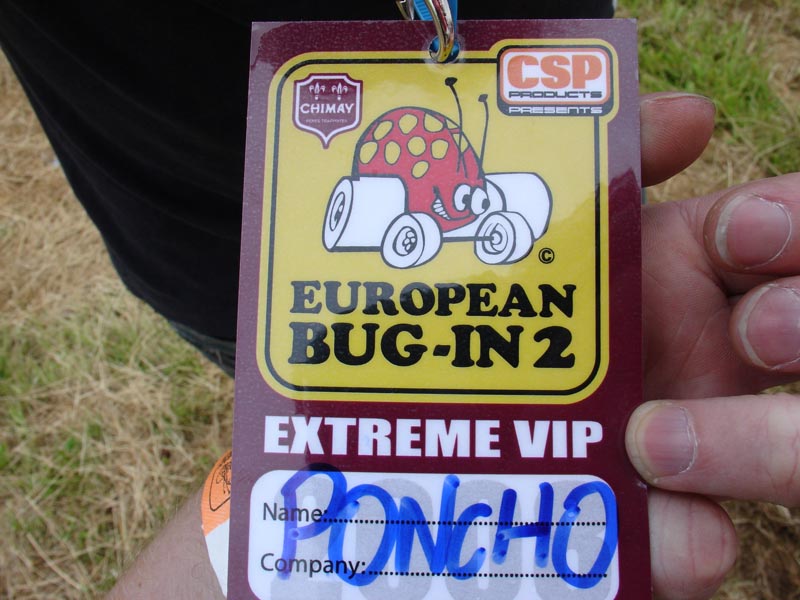 CSP
PRODUCTS
PRESENTS
CHIMAY
©
EUROPEAN
BUG-IN 2
EXTREME VIP
Name:
PONCHO
Company: